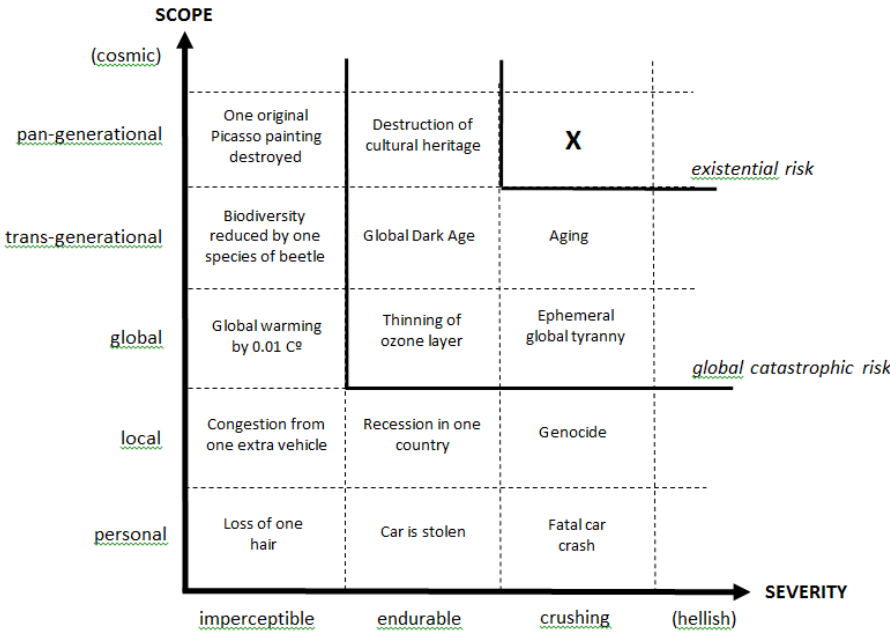 SCOPE
(cosmic)
pan-generational
One original
Picasso painting
destroyed
Destruction of
cultural heritage
X
existential risk
trans-generational
Biodiversity
reduced by one
species of beetle
Global Dark Age
Aging
global
Global warming
by 0.01 Cº
Thinning of
ozone layer
Ephemeral
global tyranny
global catastrophic risk
local
Congestion from
one extra vehicle
Recession in one
country
Genocide
personal
Loss of one
hair
Car is stolen
Fatal car
crash
SEVERITY
imperceptible
endurable
crushing
(hellish)